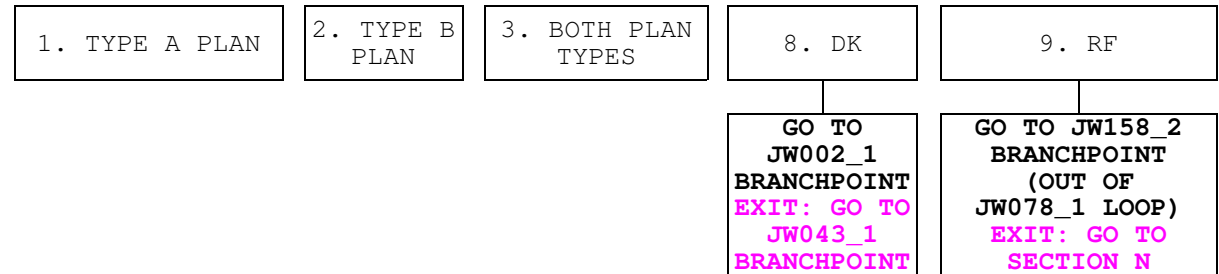 1. TYPE A PLAN
2. TYPE B
PLAN
3. BOTH PLAN
TYPES
8. DK
9. RF
GO TO
JW002_1
BRANCHPOINT
EXIT: GO TO
JW043_1
BRANCHPOINT
GO TO JW158_2
BRANCHPOINT
(OUT OF
JW078_1 LOOP)
EXIT: GO TO
SECTION N